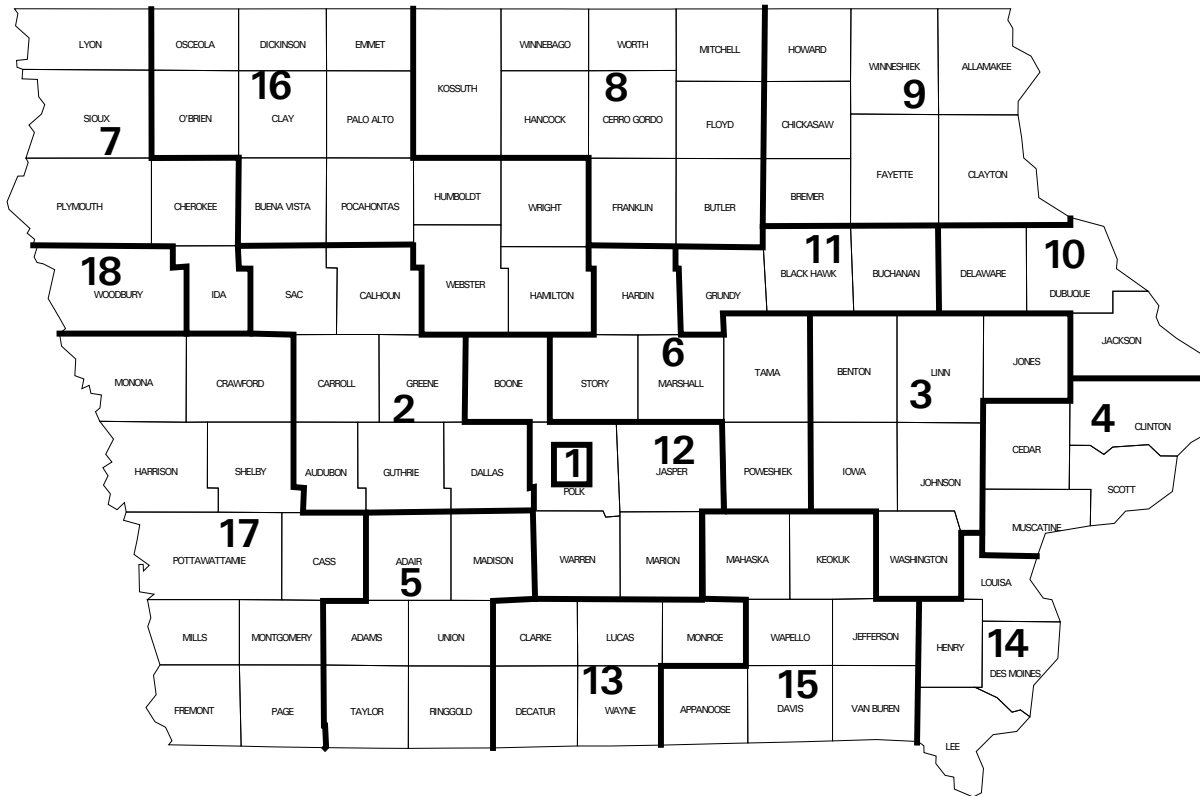 LYON
OSCEOLA
DICKINSON
EMMET
WINNEBAGO
WORTH
MITCHELL
HOWARD
WINNESHIEK
ALLAMAKEE
16
8
KOSSUTH
9
SIOUX
7
O'BRIEN
CLAY
PALO ALTO
HANCOCK
CERRO GORDO
FLOYD
CHICKASAW
FAYETTE
CLAYTON
PLYMOUTH
CHEROKEE
BUENA VISTA
POCAHONTAS
HUMBOLDT
WRIGHT
FRANKLIN
BUTLER
BREMER
18
WOODBURY
IDA
SAC
CALHOUN
WEBSTER
HAMILTON
HARDIN
GRUNDY
11
BLACK HAWK
BUCHANAN
DELAWARE
10
DUBUQUE
JACKSON
MONONA
CRAWFORD
CARROLL
GREENE
2
BOONE
STORY
6
MARSHALL
TAMA
BENTON
LINN
3
JONES
4
CLINTON
HARRISON
SHELBY
AUDUBON
GUTHRIE
DALLAS
1
POLK
12
JASPER
POWESHIEK
IOWA
JOHNSON
CEDAR
SCOTT
MUSCATINE
17
POTTAWATTAMIE
CASS
ADAIR
5
MADISON
WARREN
MARION
MAHASKA
KEOKUK
WASHINGTON
LOUISA
MILLS
MONTGOMERY
ADAMS
UNION
CLARKE
LUCAS
MONROE
WAPELLO
JEFFERSON
HENRY
14
DES MOINES
FREMONT
PAGE
TAYLOR
RINGGOLD
DECATUR
13
WAYNE
APPANOOSE
15
DAVIS
VAN BUREN
LEE